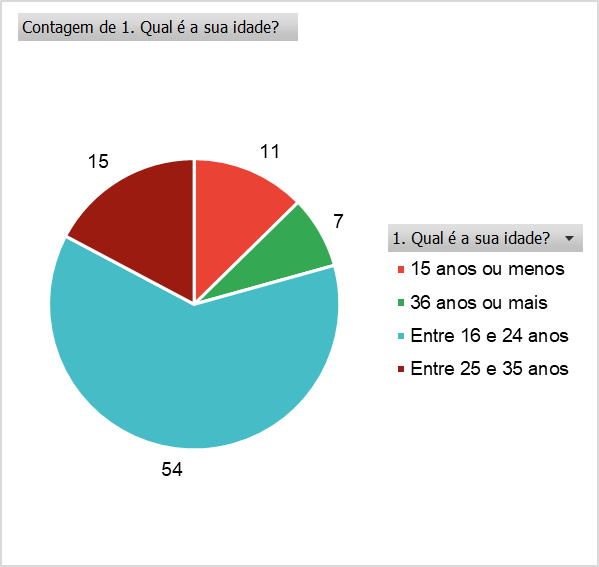 Contagem de 1. Qual é a sua idade?
11
15
7
54
1. Qual é a sua idade?
15 anos ou menos
36 anos ou mais
Entre 16 e 24 anos
Entre 25 e 35 anos